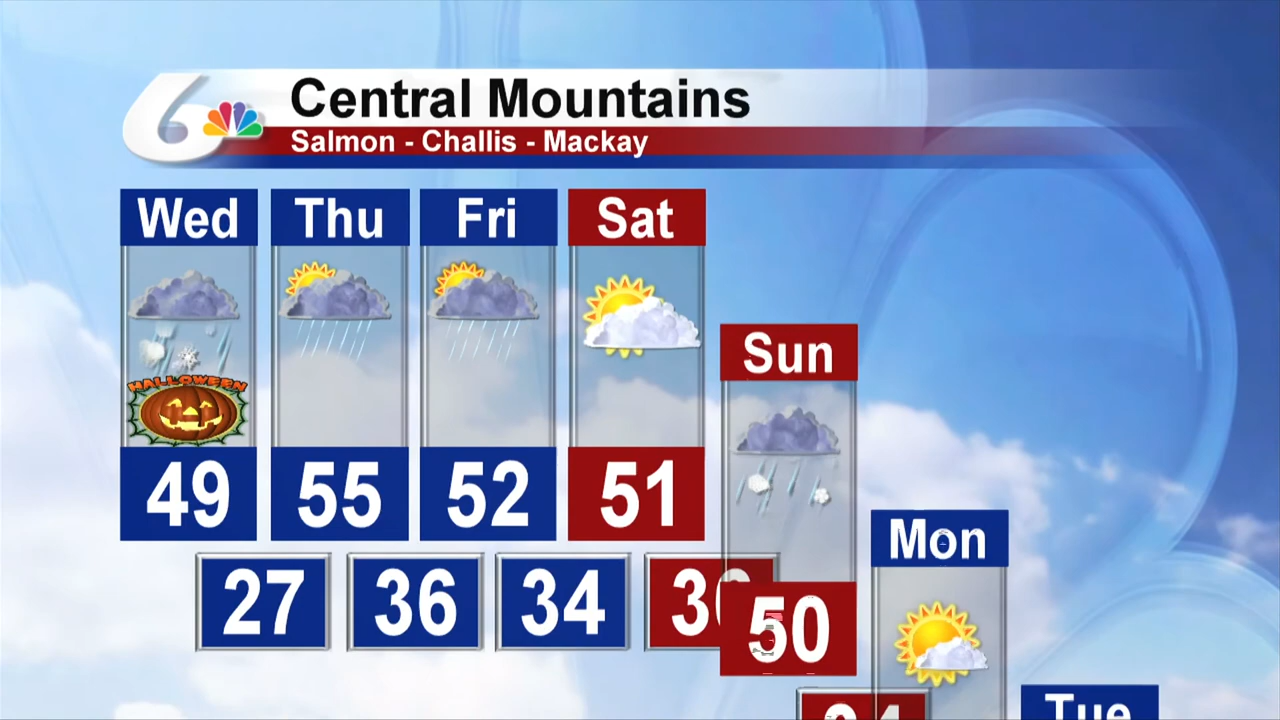 6
Central Mountains
Salmon - Challis - Mackay
Wed Thu Fri Sat
Sun
HALLOWEEN
49 55 52 51
Mon
27 36 34
50
Tue